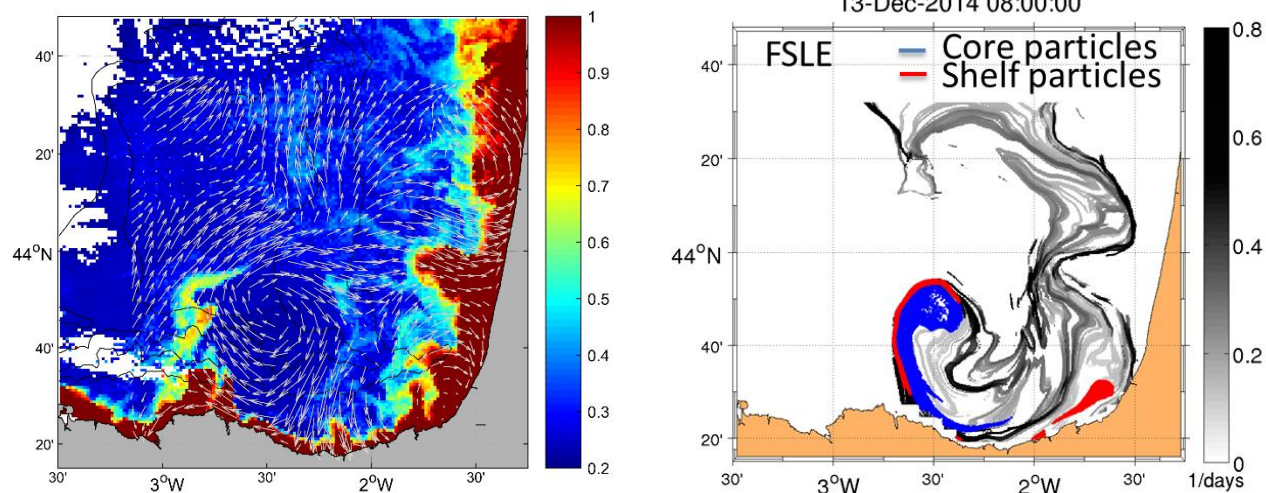 13-Dec-2014 08:00:00
40'
20'
44°N
40'
20'
30'
3°W
30'
2°W
30'
1
0.9
0.8
0.7
0.6
0.5
0.4
0.3
0.2
FSLE
Core particles
Shelf particles
40'
20'
44°N
40'
20'
30'
3°W
30'
2°W
30'
0.8
0.6
0.4
0.2
0
1/days